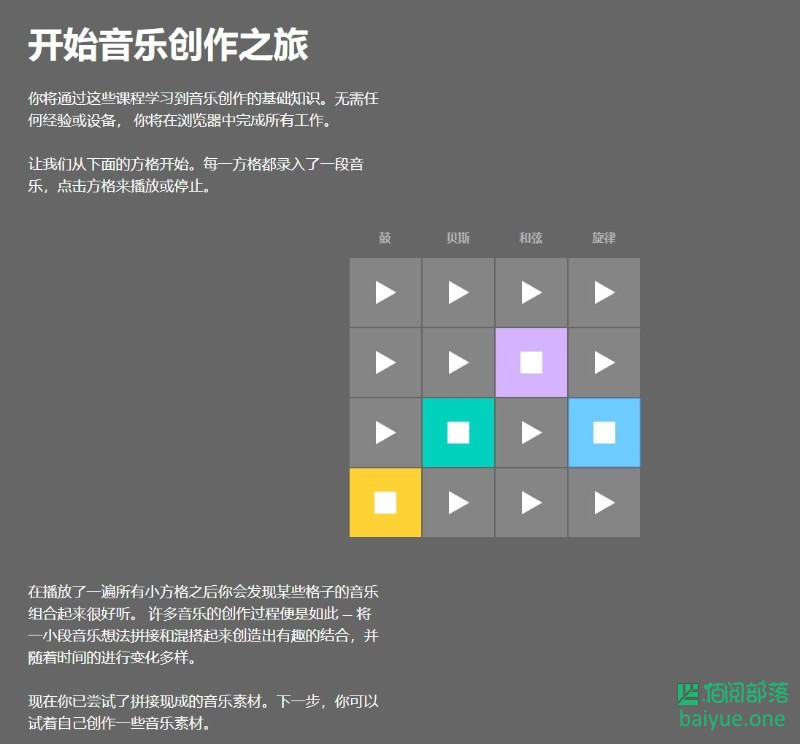 开始音乐创作之旅
你将通过这些课程学习到音乐创作的基础知识。无需任
何经验或设备， 你将在浏览器中完成所有工作。
让我们从下面的方格开始。每一方格都录入了一段音
乐，点击方格来播放或停止。
鼓 贝斯 和弦 旋律
在播放了一遍所有小方格之后你会发现某些格子的音乐
组合起来很好听。 许多音乐的创作过程便是如此 – 将
一小段音乐想法拼接和混搭起来创造出有趣的结合，并
随着时间的进行变化多样。
现在你已尝试了拼接现成的音乐素材。下一步，你可以
试着自己创作一些音乐素材。
佰阅部落
baiyue.one